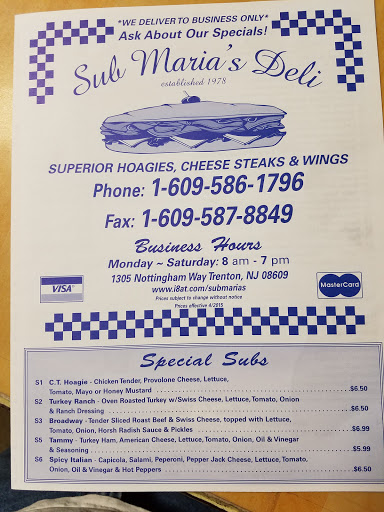 *WE DELIVER TO BUSINESS ONLY*
Ask About Our Specials!
Sub Maria's Deli
established 1978
SUPERIOR HOAGIES, CHEESE STEAKS & WINGS
Phone: 1-609-586-1796
Fax: 1-609-587-8849
Business Hours
Monday ~ Saturday: 8 am - 7 pm
1305 Nottingham Way Trenton, NJ 08609
www.i8at.com/submarias
Prices subject to change without notice
Prices effective 4/2015
VISA
MasterCard
Special Subs
S1 C.T. Hoagie - Chicken Tender, Provolone Cheese, Lettuce,
Tomato, Mayo or Honey Mustard $6.50
S2 Turkey Ranch - Oven Roasted Turkey w/Swiss Cheese, Lettuce, Tomato, Onion
& Ranch Dressing $6.50
S3 Broadway - Tender Sliced Roast Beef & Swiss Cheese, topped with Lettuce,
Tomato, Onion, Horsh Radish Sauce & Pickles $6.99
S5 Tammy - Turkey Ham, American Cheese, Lettuce, Tomato, Onion, Oil & Vinegar
& Seasoning $5.99
S6 Spicy Italian - Capicola, Salami, Peperoni, Pepper Jack Cheese, Lettuce, Tomato,
Onion, Oil & Vinegar & Hot Peppers $6.50